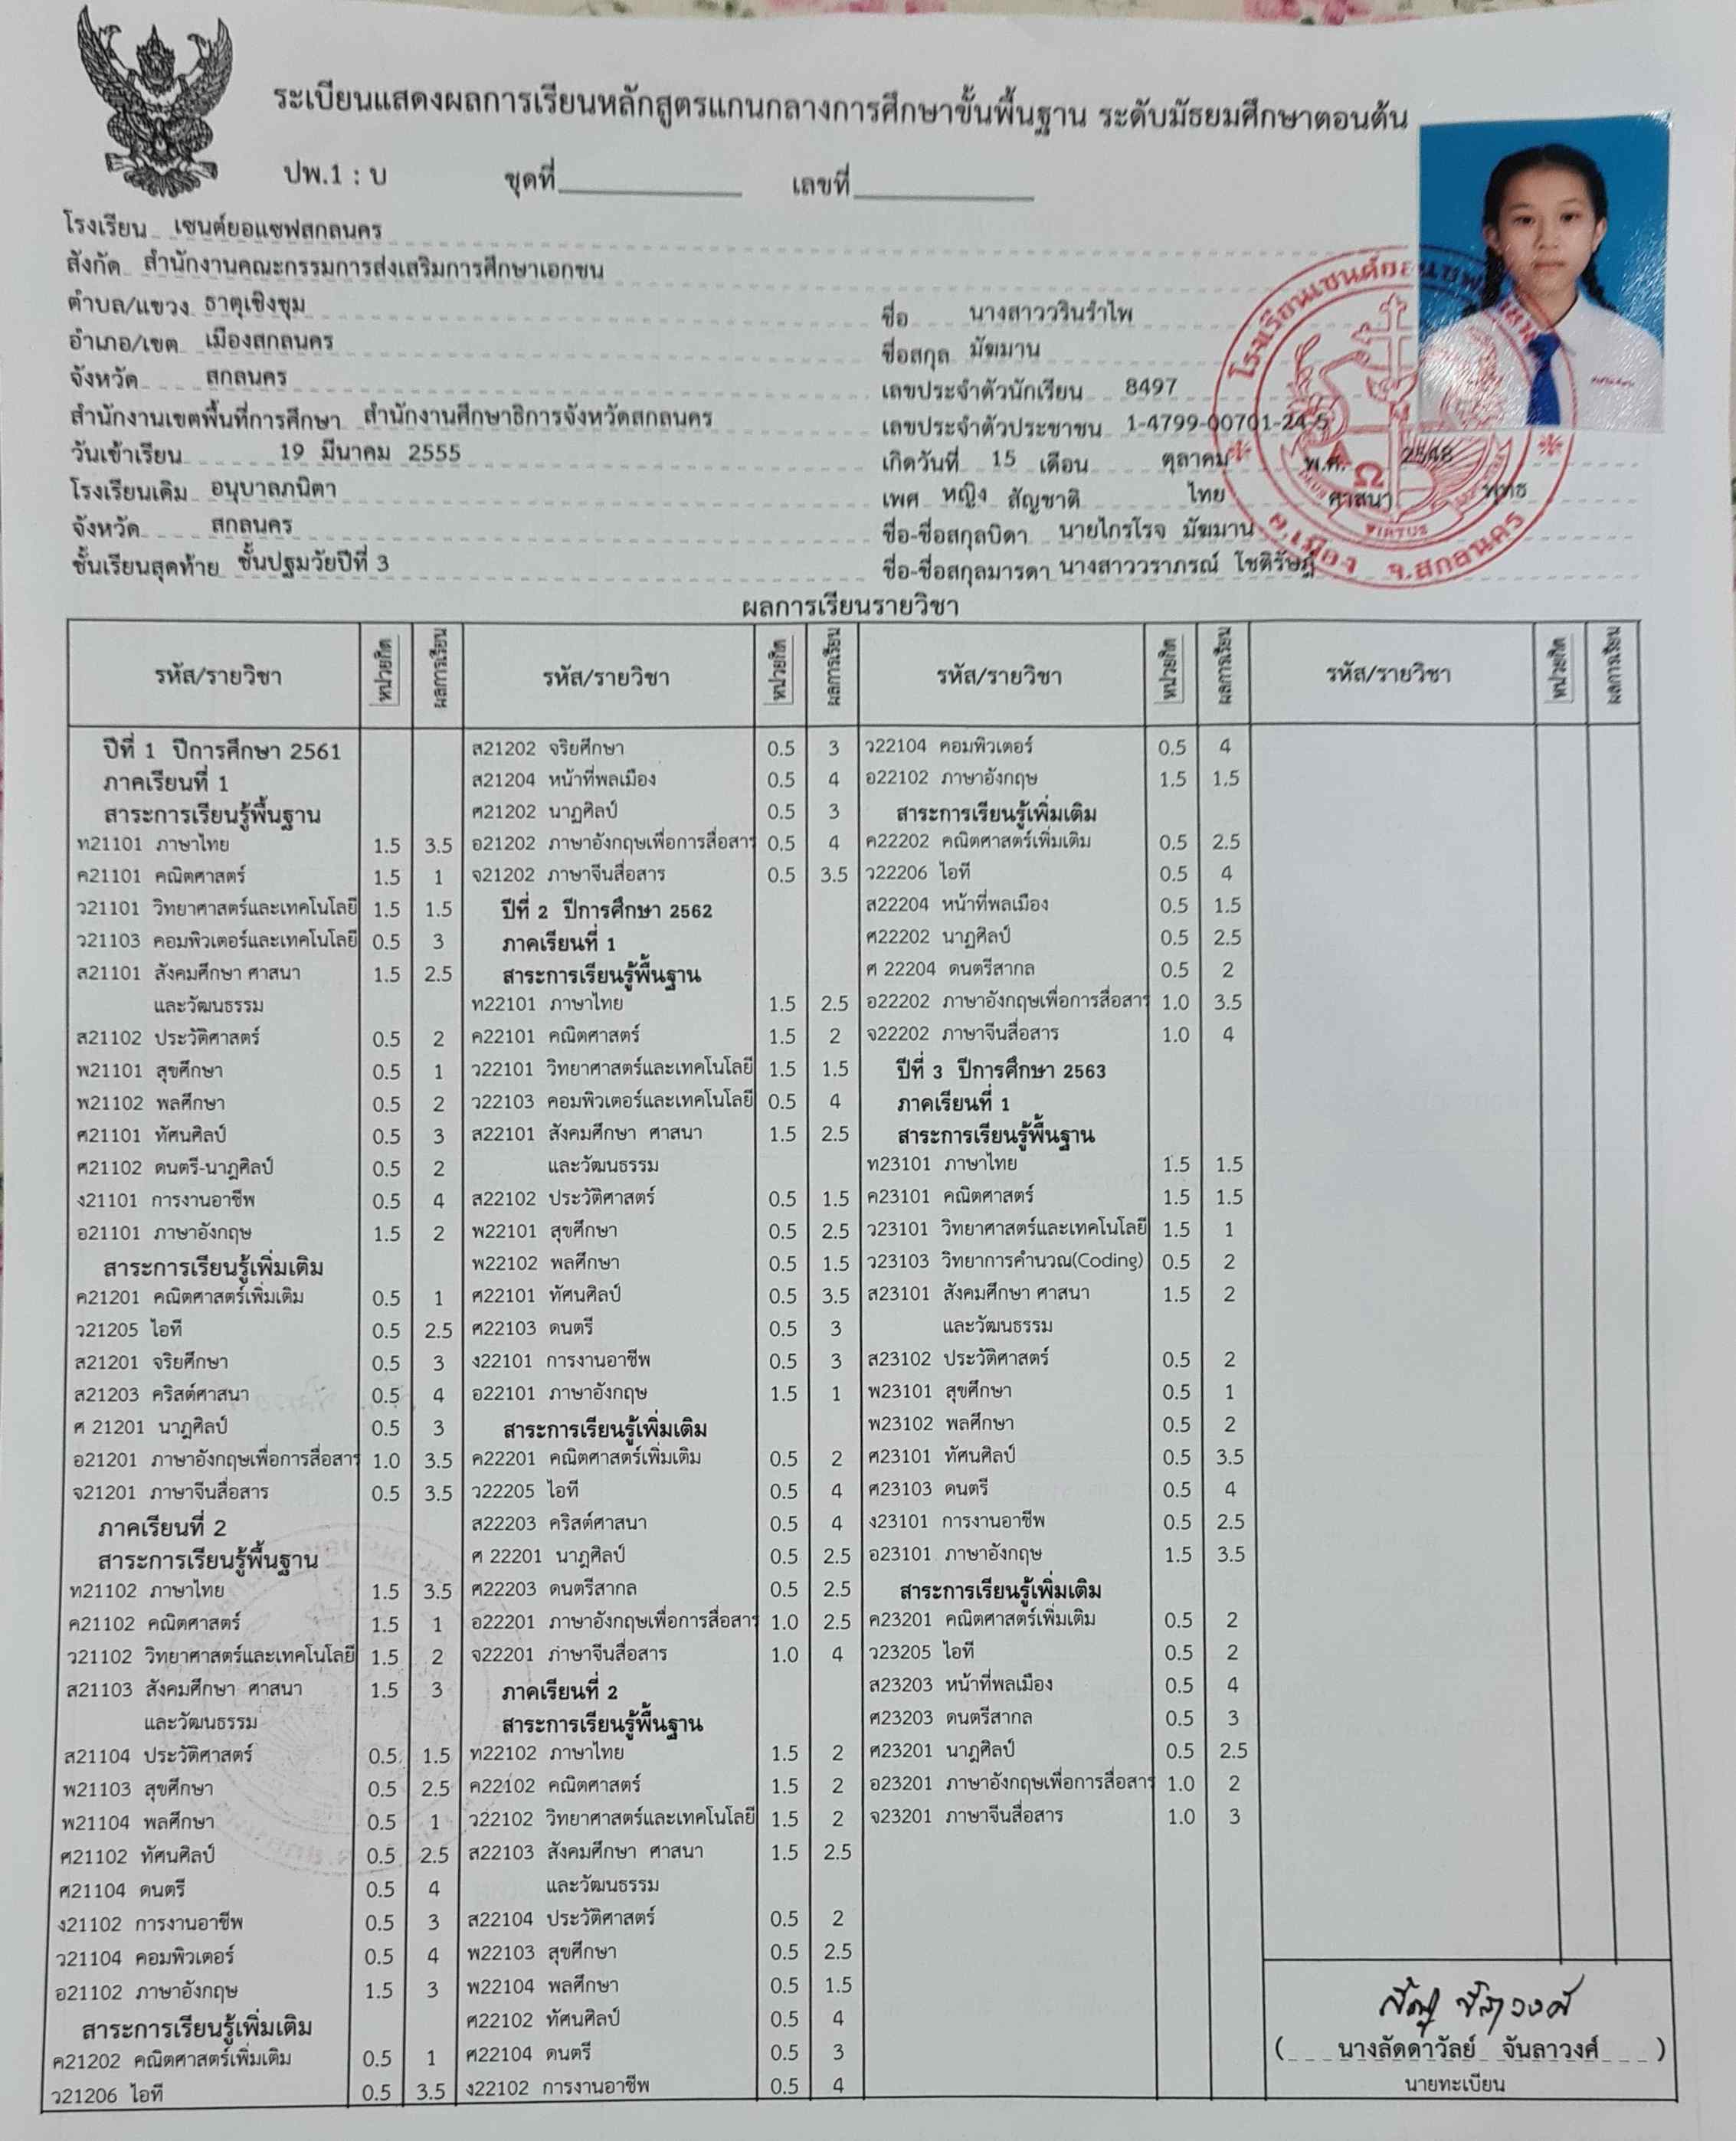 ระเบียนแสดงผลการเรียนหลักสูตรแกนกลางการศึกษาขั้นพื้นฐาน ระดับมัธยมศึกษาตอนต้น
ปพ.1 : บ ชุดที่ เลขที่
โรงเรียน เซนต์ยอแซฟสกลนคร
สังกัด สำนักงานคณะกรรมการส่งเสริมการศึกษาเอกชน
ตำบล/แขวง ธาตุเชิงชุม
อำเภอ/เขต เมืองสกลนคร
จังหวัด สกลนคร
สำนักงานเขตพื้นที่การศึกษา สำนักงานศึกษาธิการจังหวัดสกลนคร
วันเข้าเรียน 19 มีนาคม 2555
โรงเรียนเดิม อนุบาลภนิตา
จังหวัด สกลนคร
ชั้นเรียนสุดท้าย ชั้นปฐมวัยปีที่ 3
ชื่อ นางสาววรินรำไพ
ชื่อสกุล มัฆมาน
เลขประจำตัวนักเรียน 8497
เลขประจำตัวประชาชน 1-4799-00701-24-5
เกิดวันที่ 15 เดือน ตุลาคม พ.ศ. 2548
เพศ หญิง สัญชาติ ไทย ศาสนา พุทธ
ชื่อ-ชื่อสกุลบิดา นายไกรโรจ มัฆมาน
ชื่อ-ชื่อสกุลมารดา นางสาววราภรณ์ โชติรัษฎ์
อ.เมือง จ.สกลนคร
VIRTUS
ผลการเรียนรายวิชา
รหัส/รายวิชา หน่วยกิต ผลการเรียน รหัส/รายวิชา หน่วยกิต ผลการเรียน รหัส/รายวิชา หน่วยกิต ผลการเรียน รหัส/รายวิชา หน่วยกิต ผลการเรียน
ปีที่ 1 ปีการศึกษา 2561
ภาคเรียนที่ 1
สาระการเรียนรู้พื้นฐาน
ท21101 ภาษาไทย 1.5 3.5
ค21101 คณิตศาสตร์ 1.5 1
ว21101 วิทยาศาสตร์และเทคโนโลยี 1.5 1.5
ว21103 คอมพิวเตอร์และเทคโนโลยี 0.5 3
ส21101 สังคมศึกษา ศาสนา 1.5 2.5
และวัฒนธรรม
ส21102 ประวัติศาสตร์ 0.5 2
พ21101 สุขศึกษา 0.5 1
พ21102 พลศึกษา 0.5 2
ศ21101 ทัศนศิลป์ 0.5 3
ศ21102 ดนตรี-นาฏศิลป์ 0.5 2
ง21101 การงานอาชีพ 0.5 4
อ21101 ภาษาอังกฤษ 1.5 2
สาระการเรียนรู้เพิ่มเติม
ค21201 คณิตศาสตร์เพิ่มเติม 0.5 1
ว21205 ไอที 0.5 2.5
ส21201 จริยศึกษา 0.5 3
ส21203 คริสต์ศาสนา 0.5 4
ศ 21201 นาฏศิลป์ 0.5 3
อ21201 ภาษาอังกฤษเพื่อการสื่อสาร 1.0 3.5
จ21201 ภาษาจีนสื่อสาร 0.5 3.5
ภาคเรียนที่ 2
สาระการเรียนรู้พื้นฐาน
ท21102 ภาษาไทย 1.5 3.5
ค21102 คณิตศาสตร์ 1.5 1
ว21102 วิทยาศาสตร์และเทคโนโลยี 1.5 2
ส21103 สังคมศึกษา ศาสนา 1.5 3
และวัฒนธรรม
ส21104 ประวัติศาสตร์ 0.5 1.5
พ21103 สุขศึกษา 0.5 2.5
พ21104 พลศึกษา 0.5 1
ศ21102 ทัศนศิลป์ 0.5 2.5
ศ21104 ดนตรี 0.5 4
ง21102 การงานอาชีพ 0.5 3
ว21104 คอมพิวเตอร์ 0.5 4
อ21102 ภาษาอังกฤษ 1.5 3
สาระการเรียนรู้เพิ่มเติม
ค21202 คณิตศาสตร์เพิ่มเติม 0.5 1
ว21206 ไอที 0.5 3.5
ส21202 จริยศึกษา 0.5 3
ส21204 หน้าที่พลเมือง 0.5 4
ศ21202 นาฏศิลป์ 0.5 3
อ21202 ภาษาอังกฤษเพื่อการสื่อสาร 0.5 4
จ21202 ภาษาจีนสื่อสาร 0.5 3.5
ปีที่ 2 ปีการศึกษา 2562
ภาคเรียนที่ 1
สาระการเรียนรู้พื้นฐาน
ท22101 ภาษาไทย 1.5 2.5
ค22101 คณิตศาสตร์ 1.5 2
ว22101 วิทยาศาสตร์และเทคโนโลยี 1.5 1.5
ว22103 คอมพิวเตอร์และเทคโนโลยี 0.5 4
ส22101 สังคมศึกษา ศาสนา 1.5 2.5
และวัฒนธรรม
ส22102 ประวัติศาสตร์ 0.5 1.5
พ22101 สุขศึกษา 0.5 2.5
พ22102 พลศึกษา 0.5 1.5
ศ22101 ทัศนศิลป์ 0.5 3.5
ศ22103 ดนตรี 0.5 3
ง22101 การงานอาชีพ 0.5 3
อ22101 ภาษาอังกฤษ 1.5 1
สาระการเรียนรู้เพิ่มเติม
ค22201 คณิตศาสตร์เพิ่มเติม 0.5 2
ว22205 ไอที 0.5 4
ส22203 คริสต์ศาสนา 0.5 4
ศ 22201 นาฏศิลป์ 0.5 2.5
ศ22203 ดนตรีสากล 0.5 2.5
อ22201 ภาษาอังกฤษเพื่อการสื่อสาร 1.0 2.5
จ22201 ภ่าษาจีนสื่อสาร 1.0 4
ภาคเรียนที่ 2
สาระการเรียนรู้พื้นฐาน
ท22102 ภาษาไทย 1.5 2
ค22102 คณิตศาสตร์ 1.5 2
ว22102 วิทยาศาสตร์และเทคโนโลยี 1.5 2
ส22103 สังคมศึกษา ศาสนา 1.5 2.5
และวัฒนธรรม
ส22104 ประวัติศาสตร์ 0.5 2
พ22103 สุขศึกษา 0.5 2.5
พ22104 พลศึกษา 0.5 1.5
ศ22102 ทัศนศิลป์ 0.5 4
ศ22104 ดนตรี 0.5 3
ง22102 การงานอาชีพ 0.5 4
ว22104 คอมพิวเตอร์ 0.5 4
อ22102 ภาษาอังกฤษ 1.5 1.5
สาระการเรียนรู้เพิ่มเติม
ค22202 คณิตศาสตร์เพิ่มเติม 0.5 2.5
ว22206 ไอที 0.5 4
ส22204 หน้าที่พลเมือง 0.5 1.5
ศ22202 นาฏศิลป์ 0.5 2.5
ศ 22204 ดนตรีสากล 0.5 2
อ22202 ภาษาอังกฤษเพื่อการสื่อสาร 1.0 3.5
จ22202 ภาษาจีนสื่อสาร 1.0 4
ปีที่ 3 ปีการศึกษา 2563
ภาคเรียนที่ 1
สาระการเรียนรู้พื้นฐาน
ท23101 ภาษาไทย 1.5 1.5
ค23101 คณิตศาสตร์ 1.5 1.5
ว23101 วิทยาศาสตร์และเทคโนโลยี 1.5 1
ว23103 วิทยาการคำนวณ(Coding) 0.5 2
ส23101 สังคมศึกษา ศาสนา 1.5 2
และวัฒนธรรม
ส23102 ประวัติศาสตร์ 0.5 2
พ23101 สุขศึกษา 0.5 1
พ23102 พลศึกษา 0.5 2
ศ23101 ทัศนศิลป์ 0.5 3.5
ศ23103 ดนตรี 0.5 4
ง23101 การงานอาชีพ 0.5 2.5
อ23101 ภาษาอังกฤษ 1.5 3.5
สาระการเรียนรู้เพิ่มเติม
ค23201 คณิตศาสตร์เพิ่มเติม 0.5 2
ว23205 ไอที 0.5 2
ส23203 หน้าที่พลเมือง 0.5 4
ศ23203 ดนตรีสากล 0.5 3
ศ23201 นาฏศิลป์ 0.5 2.5
อ23201 ภาษาอังกฤษเพื่อการสื่อสาร 1.0 2
จ23201 ภาษาจีนสื่อสาร 1.0 3
( นางลัดดาวัลย์ จันลาวงศ์ )
นายทะเบียน